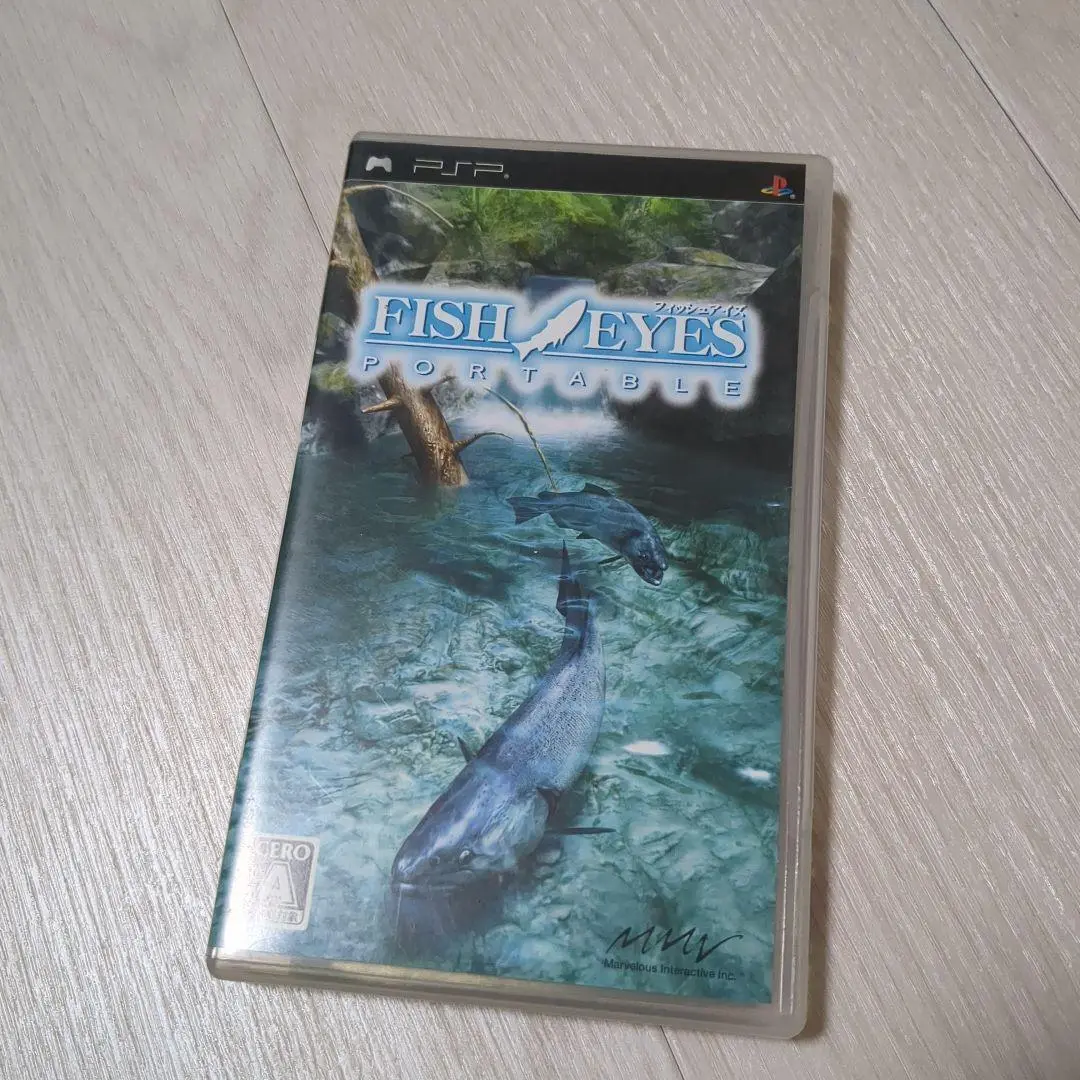 PSP
フィッシュアイズ
FISH EYES
PORTABLE
CERO
A
Marvelous Interactive Inc.